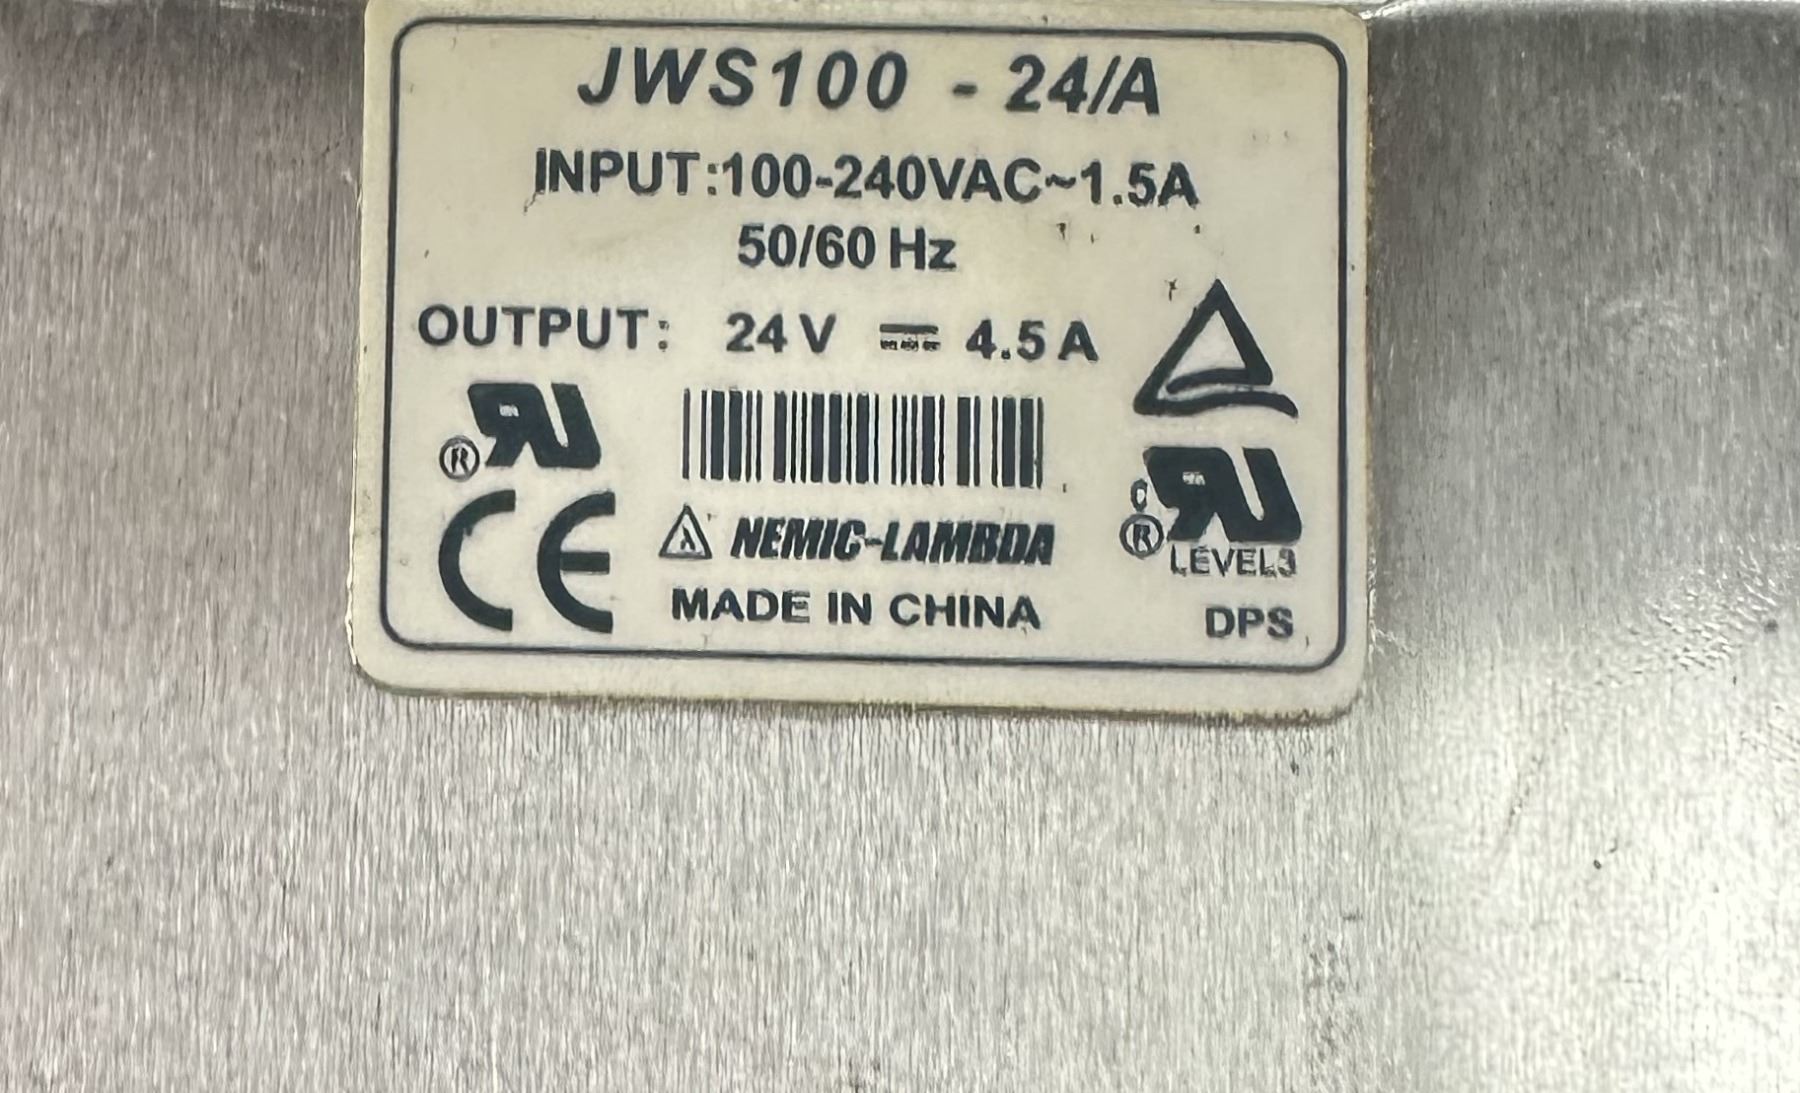 JWS100 - 24/A
INPUT:100-240VAC~1.5A
50/60 Hz
OUTPUT: 24V ⎓ 4.5A
®
CE
NEMIC-LAMBDA
MADE IN CHINA
C
®
LEVEL3
DPS